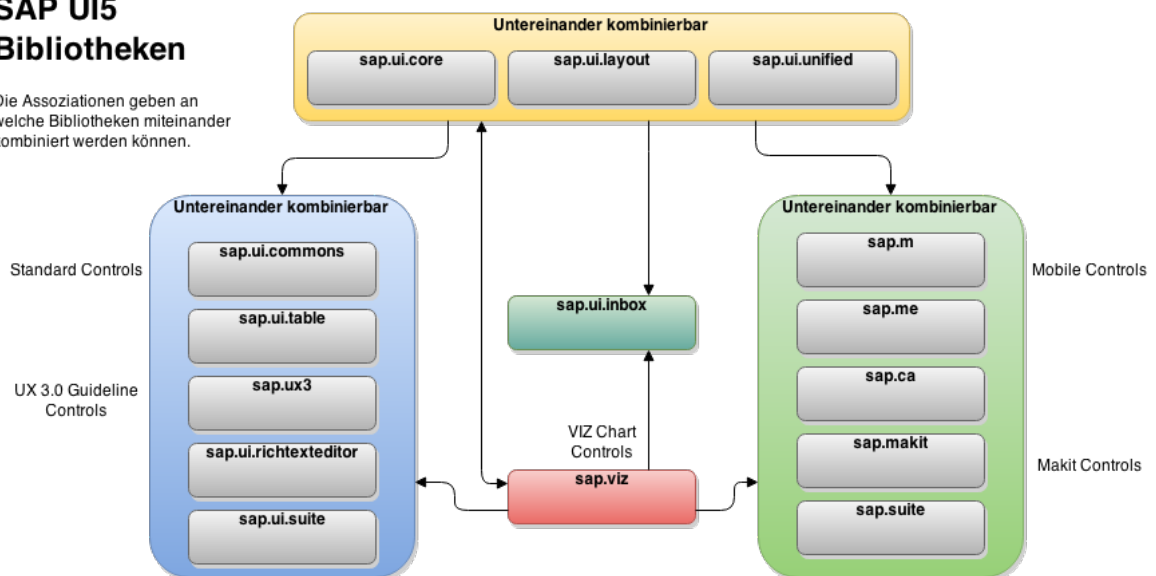 SAP UI5
Bibliotheken
Die Assoziationen geben an
welche Bibliotheken miteinander
kombiniert werden können.
Untereinander kombinierbar
sap.ui.core
sap.ui.layout
sap.ui.unified
Untereinander kombinierbar
sap.ui.commons
sap.ui.table
sap.ux3
sap.ui.richtexteditor
sap.ui.suite
Standard Controls
UX 3.0 Guideline
Controls
sap.ui.inbox
VIZ Chart
Controls
sap.viz
Untereinander kombinierbar
sap.m
sap.me
sap.ca
sap.makit
sap.suite
Mobile Controls
Makit Controls